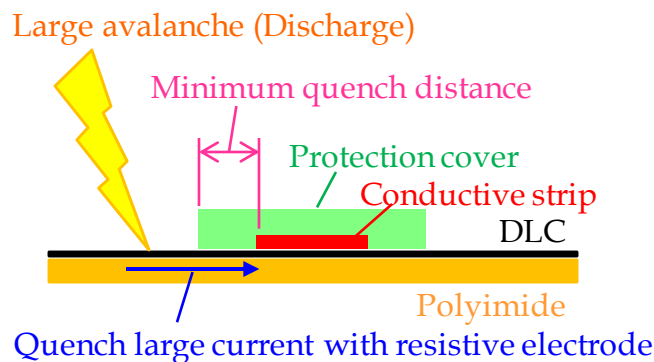 Large avalanche (Discharge)
Minimum quench distance
Protection cover
Conductive strip
DLC
Polyimide
Quench large current with resistive electrode